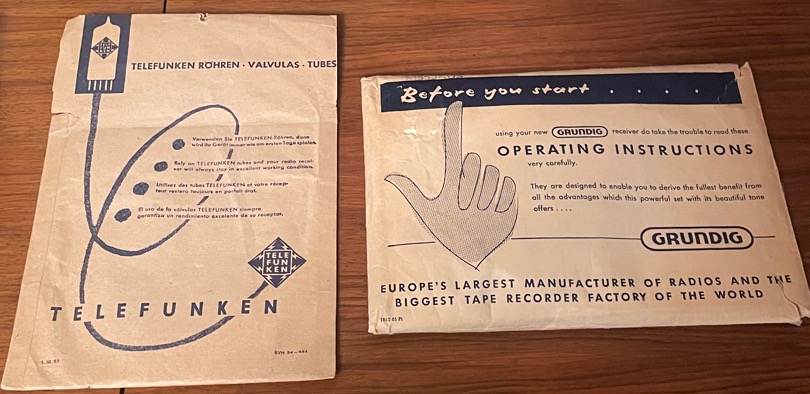 TELE
FUN
KEN
TELEFUNKEN RÖHREN · VALVULAS · TUBES
Verwenden Sie TELEFUNKEN-Röhren, dann
wird Ihr Gerät immer wie am ersten Tage spielen.
Rely on TELEFUNKEN tubes and your radio recei-
ver will always stay in excellent working condition.
Utilisez des tubes TELEFUNKEN et votre récep-
teur restera toujours en parfait état.
El uso de la válvulas TELEFUNKEN siempre
garantiza un rendimiento excelente de su receptor.
TELE
FUN
KEN
TELEFUNKEN
Before you start . . . .
using your new GRUNDIG receiver do take the trouble to read these
OPERATING INSTRUCTIONS
very carefully.
They are designed to enable you to derive the fullest benefit from
all the advantages which this powerful set with its beautiful tone
offers . . . .
GRUNDIG
EUROPE'S LARGEST MANUFACTURER OF RADIOS AND THE
BIGGEST TAPE RECORDER FACTORY OF THE WORLD